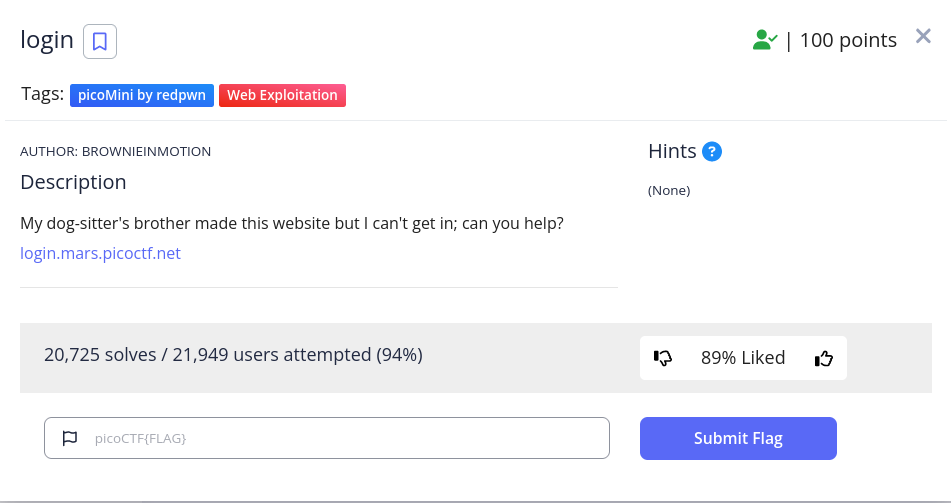 login | 100 points
Tags: picoMini by redpwn Web Exploitation
AUTHOR: BROWNIEINMOTION
Description
My dog-sitter's brother made this website but I can't get in; can you help?
login.mars.picoctf.net
Hints ?
(None)
20,725 solves / 21,949 users attempted (94%)
89% Liked
picoCTF{FLAG}
Submit Flag